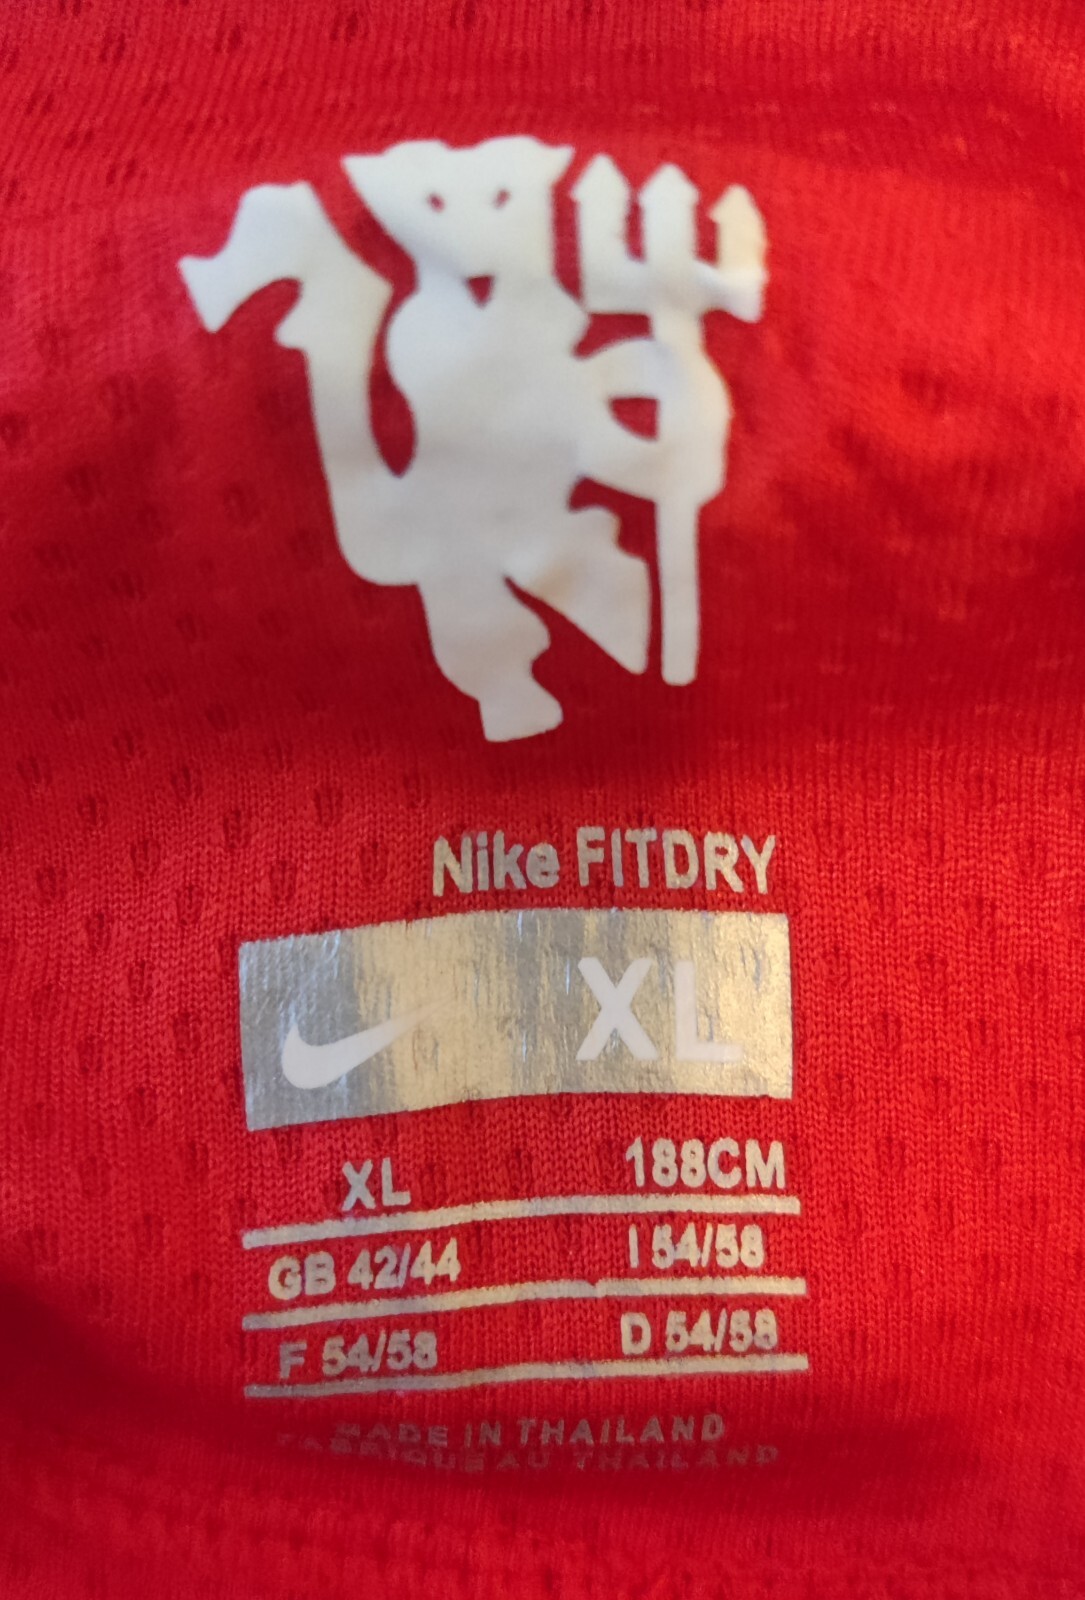 Nike FITDRY
XL
XL 188CM
GB 42/44 I 54/58
F 54/58 D 54/58
MADE IN THAILAND
FABRIQUE AU THAILAND